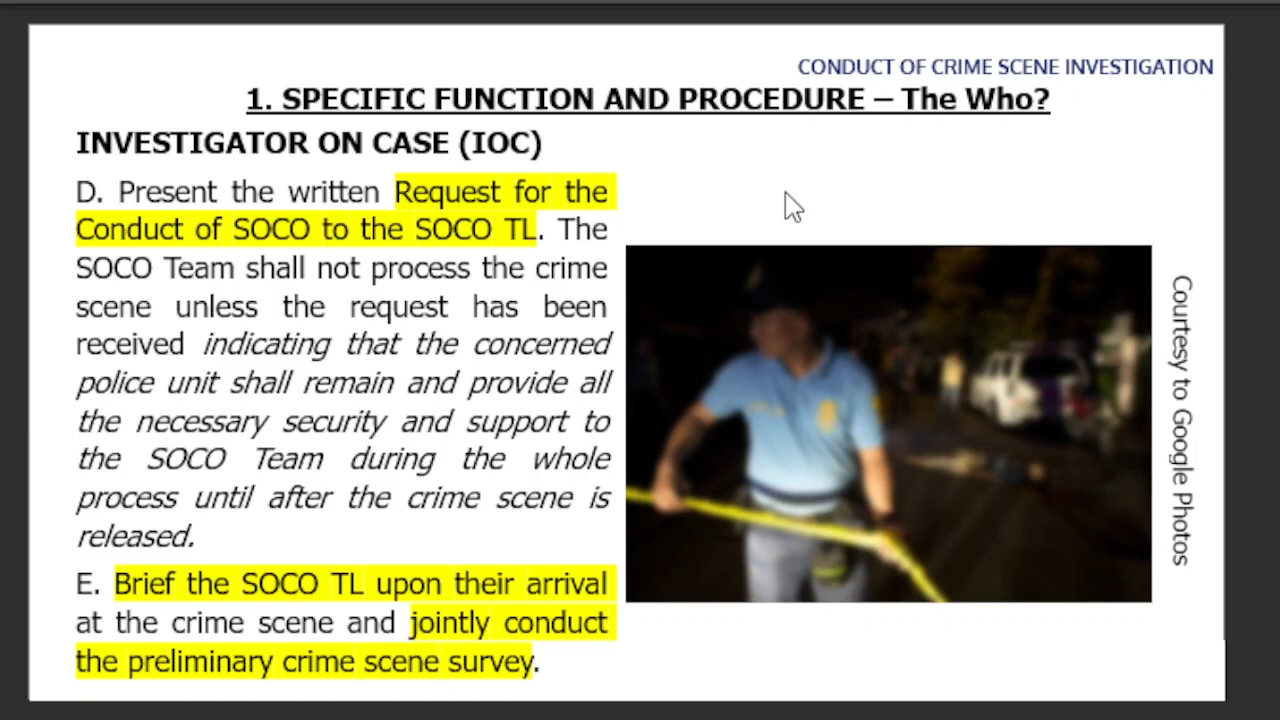 CONDUCT OF CRIME SCENE INVESTIGATION
1. SPECIFIC FUNCTION AND PROCEDURE – The Who?
INVESTIGATOR ON CASE (IOC)
D. Present the written Request for the
Conduct of SOCO to the SOCO TL. The
SOCO Team shall not process the crime
scene unless the request has been
received indicating that the concerned
police unit shall remain and provide all
the necessary security and support to
the SOCO Team during the whole
process until after the crime scene is
released.
E. Brief the SOCO TL upon their arrival
at the crime scene and jointly conduct
the preliminary crime scene survey.
Courtesy to Google Photos